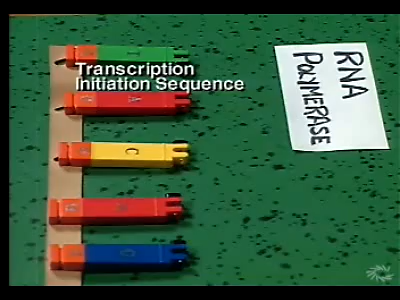 Transcription
Initiation Sequence
RNA
POLYMERASE
C